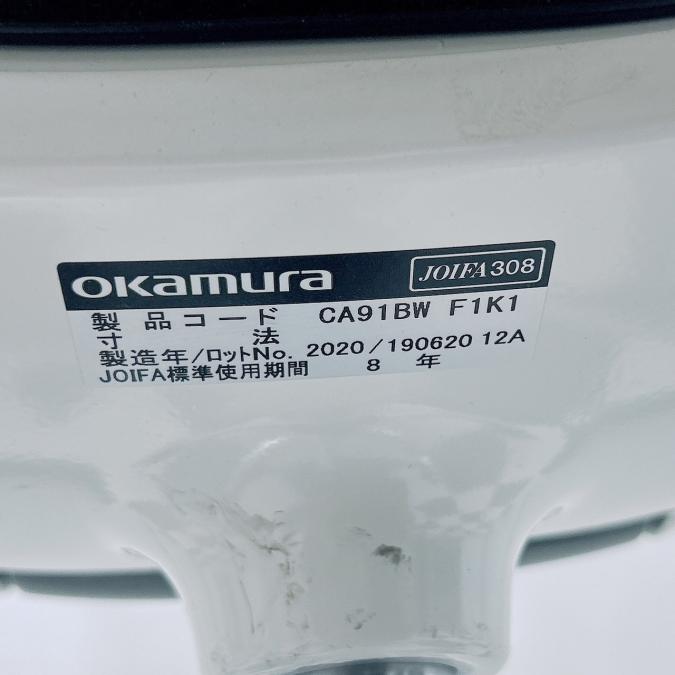 okamura JOIFA308
製品コード CA91BW F1K1
寸法
製造年/ロットNo. 2020/190620 12A
JOIFA標準使用期間 8 年